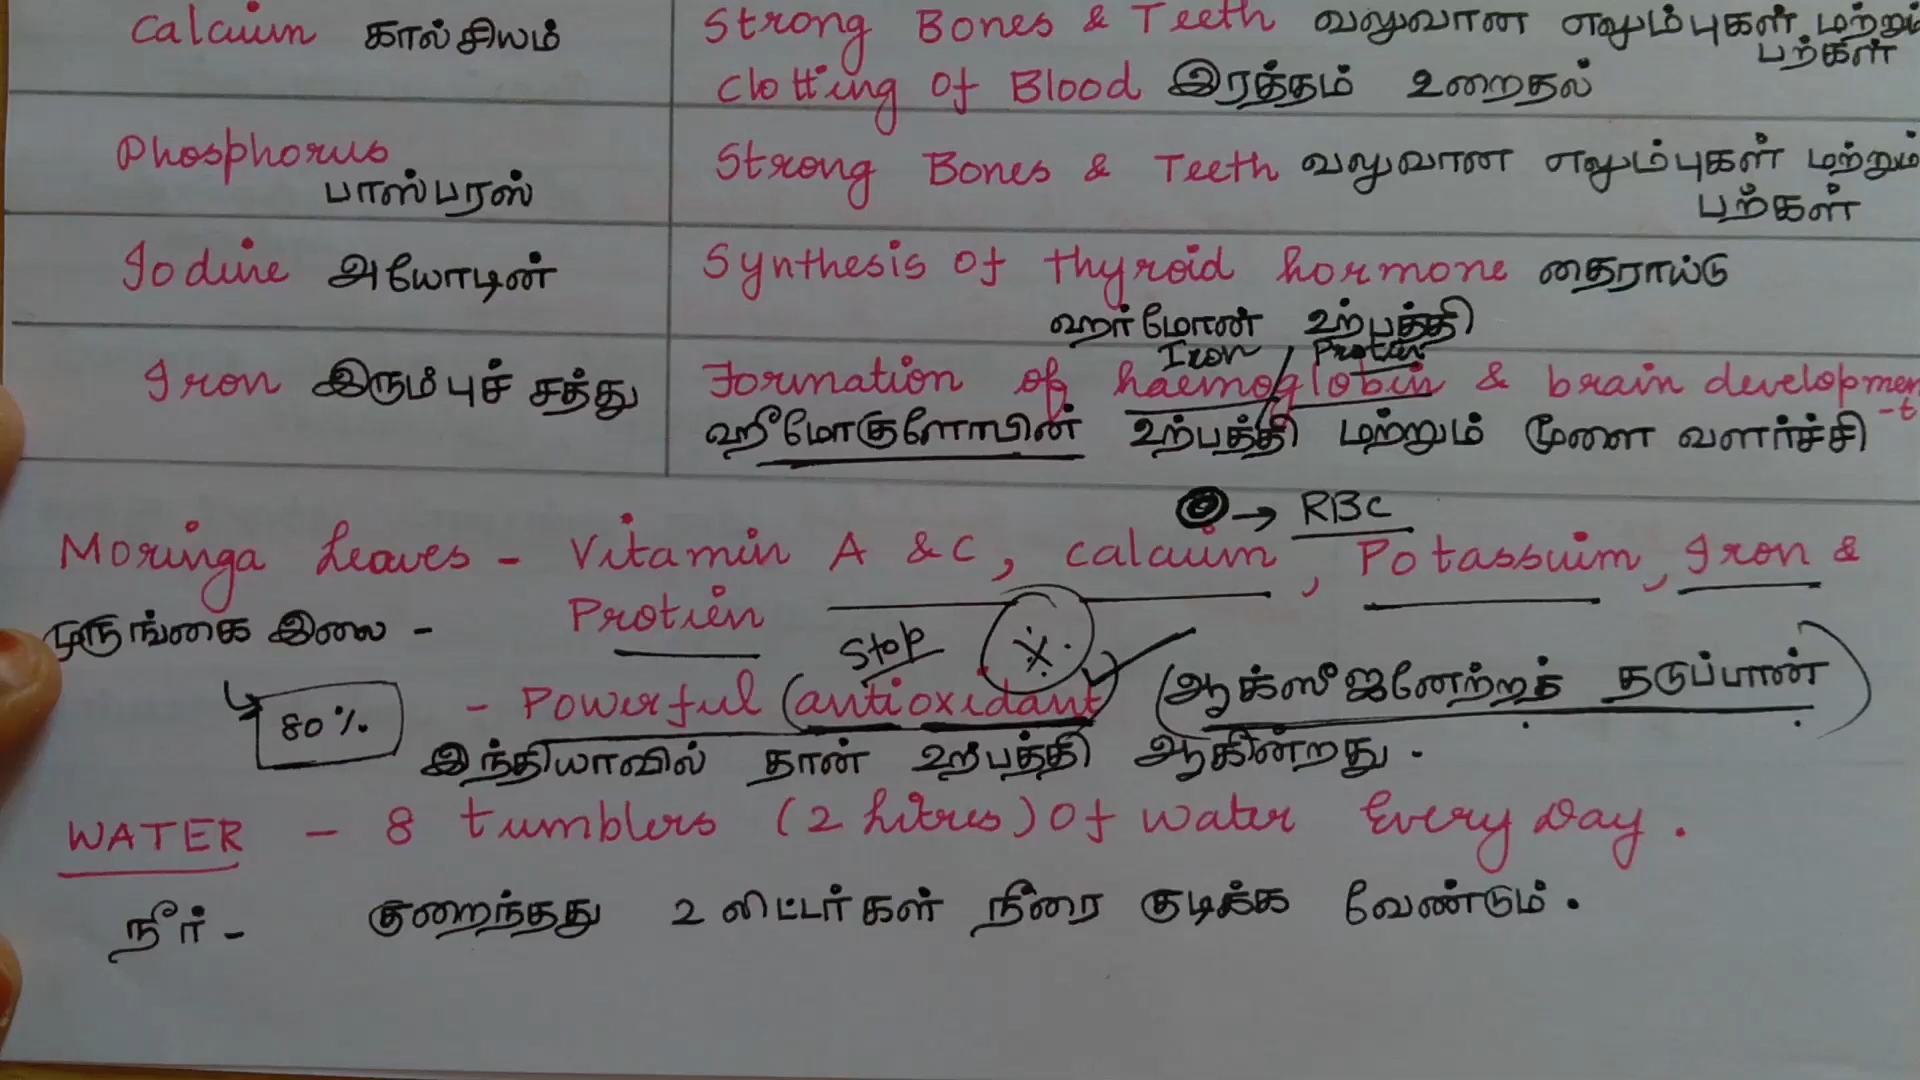 Calcium கால்சியம்
Strong Bones & Teeth வலுவான எலும்புகள் மற்றும்
பற்கள்
Clotting of Blood இரத்தம் உறைதல்
Phosphorus
பாஸ்பரஸ்
Strong Bones & Teeth வலுவான எலும்புகள் மற்றும்
பற்கள்
Iodine அயோடின்
Synthesis of thyroid hormone தைராய்டு
ஹார்மோன் உற்பத்தி
Iron இரும்புச் சத்து
Iron / Protein
Formation of haemoglobin & brain developmen
-t
ஹீமோகுளோபின் உற்பத்தி மற்றும் மூளை வளர்ச்சி
→ RBC
Moringa Leaves - Vitamin A & C, Calcium, Potassium, Iron &
Protien
முருங்கை இலை -
Stop
80%
- Powerful (antioxidant) (ஆக்ஸிஜனேற்றத் தடுப்பான்)
இந்தியாவில் தான் உற்பத்தி ஆகின்றது.
WATER - 8 tumblers (2 Litres) Of water Every Day.
நீர் - குறைந்தது 2 லிட்டர்கள் நீரை குடிக்க வேண்டும்.